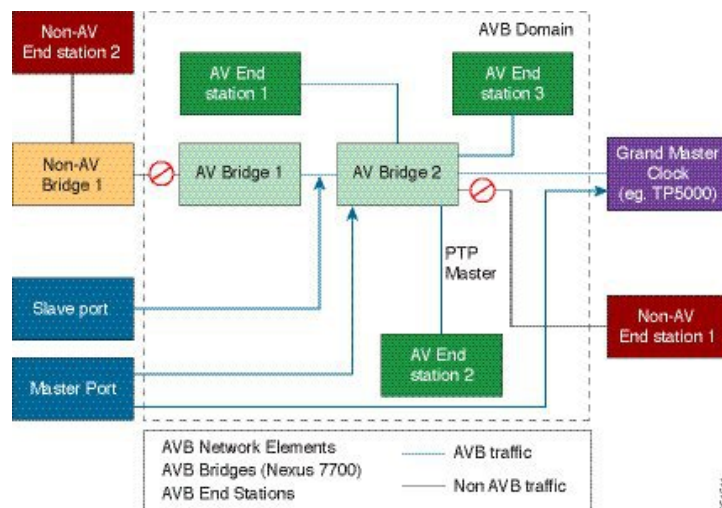 Non-AV
End station 2
AVB Domain
AV End
station 1
AV End
station 3
Non-AV
Bridge 1
AV Bridge 1
AV Bridge 2
Grand Master
Clock
(eg. TP5000)
PTP
Master
Slave port
Non-AV
End station 1
AV End
station 2
Master Port
AVB Network Elements
AVB Bridges (Nexus 7700)
AVB End Stations
AVB traffic
Non AVB traffic